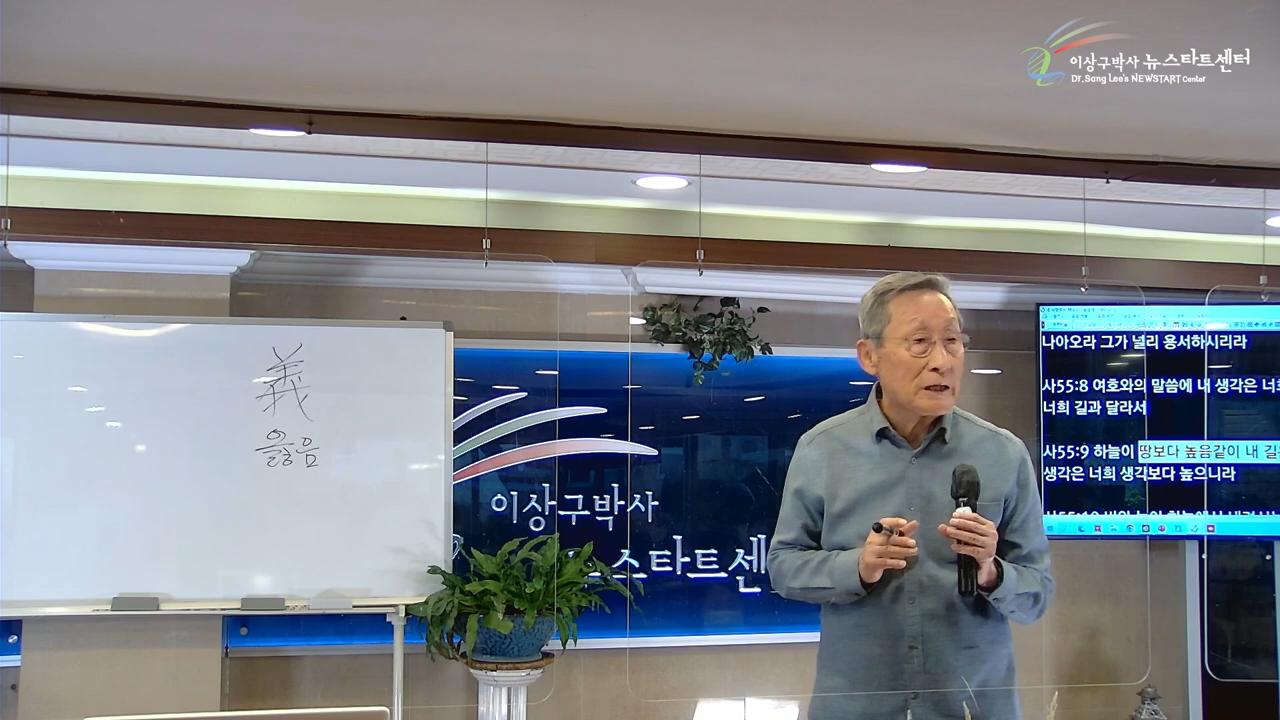 이상구박사 뉴스타트센터
Dr. Sang Lee's NEWSTART Center
義
옳음
이상구박사
스타트센
나아오라 그가 널리 용서하시리라
사55:8 여호와의 말씀에 내 생각은
너희 길과 달라서
사55:9 하늘이 땅보다 높음같이 내
생각은 너희 생각보다 높으니라